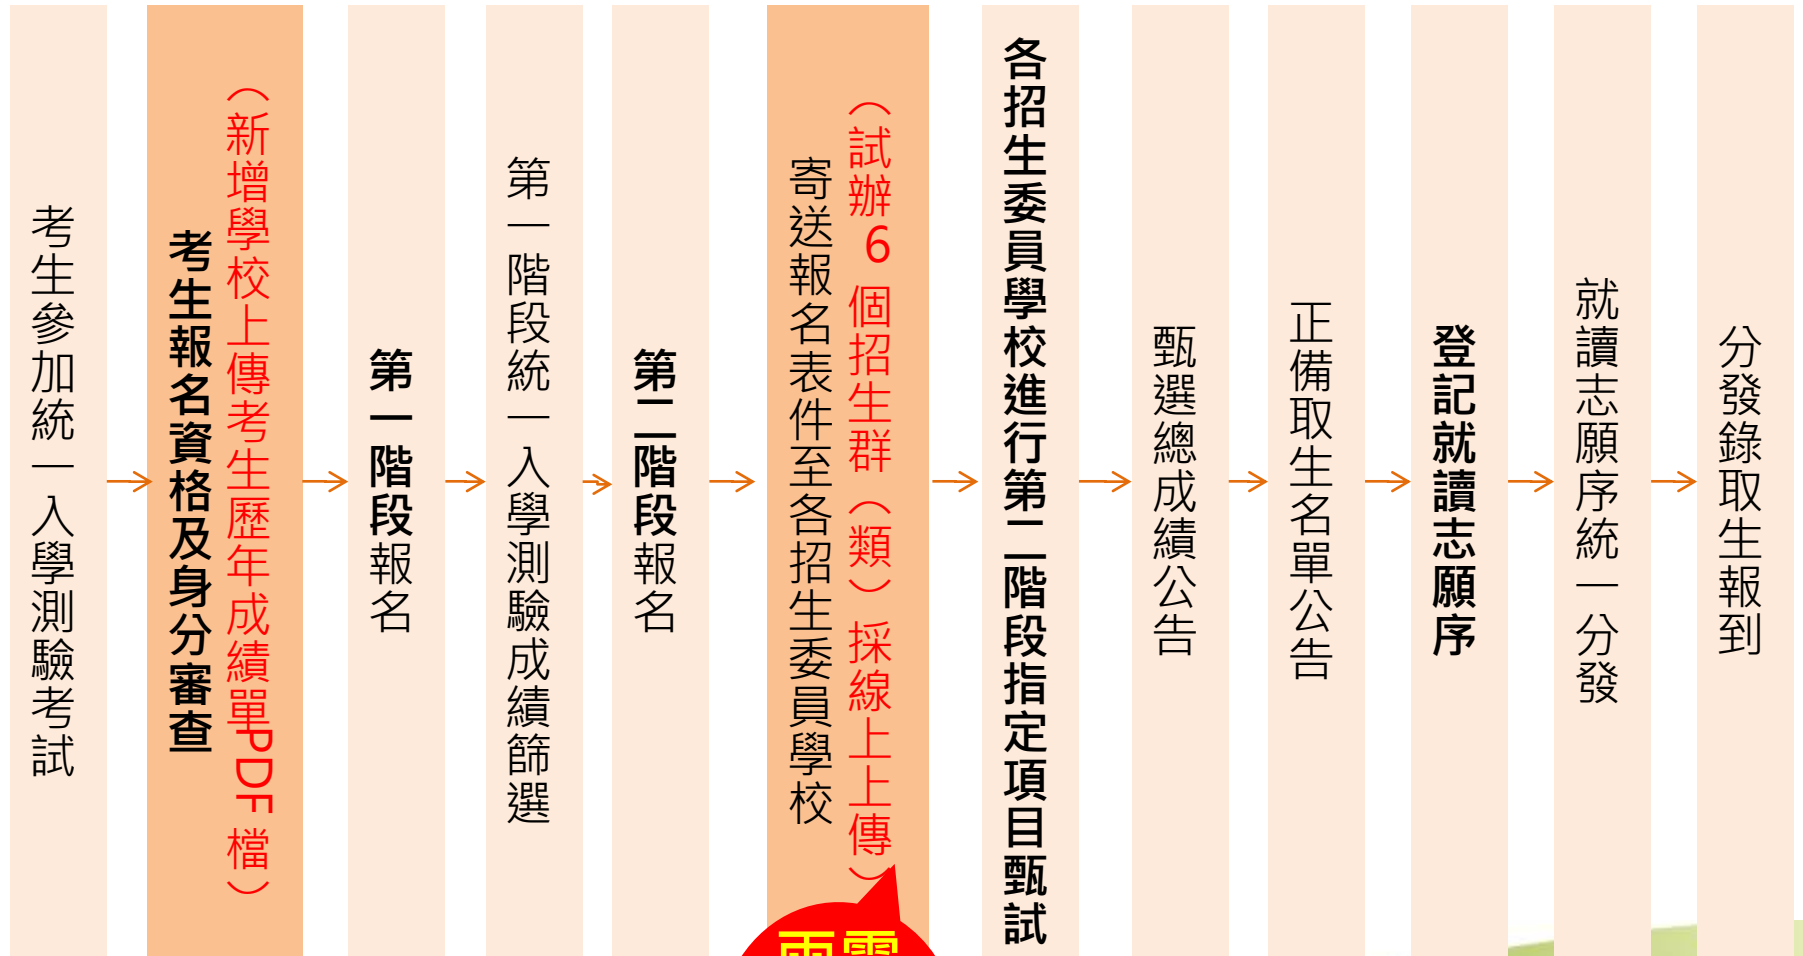 考生參加統一入學測驗考試
考生報名資格及身分審查
（新增學校上傳考生歷年成績單PDF檔）
第一階段報名
第一階段統一入學測驗成績篩選
第二階段報名
寄送報名表件至各招生委員學校
（試辦6個招生群（類）採線上上傳）
各招生委員學校進行第二階段指定項目甄試
甄選總成績公告
正備取生名單公告
登記就讀志願序
就讀志願序統一分發
分發錄取生報到